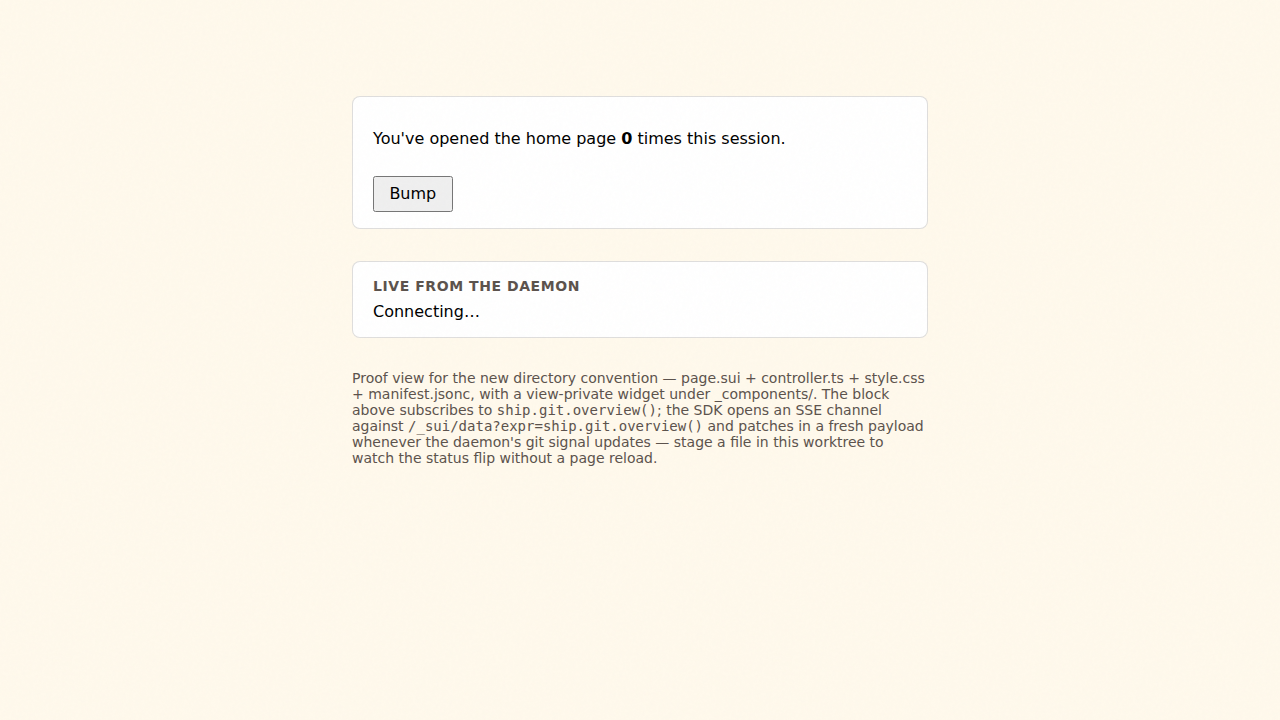 You've opened the home page 0 times this session.
Bump
LIVE FROM THE DAEMON
Connecting…
Proof view for the new directory convention — page.sui + controller.ts + style.css
+ manifest.jsonc, with a view-private widget under _components/. The block
above subscribes to ship.git.overview(); the SDK opens an SSE channel
against /_sui/data?expr=ship.git.overview() and patches in a fresh payload
whenever the daemon's git signal updates — stage a file in this worktree to
watch the status flip without a page reload.